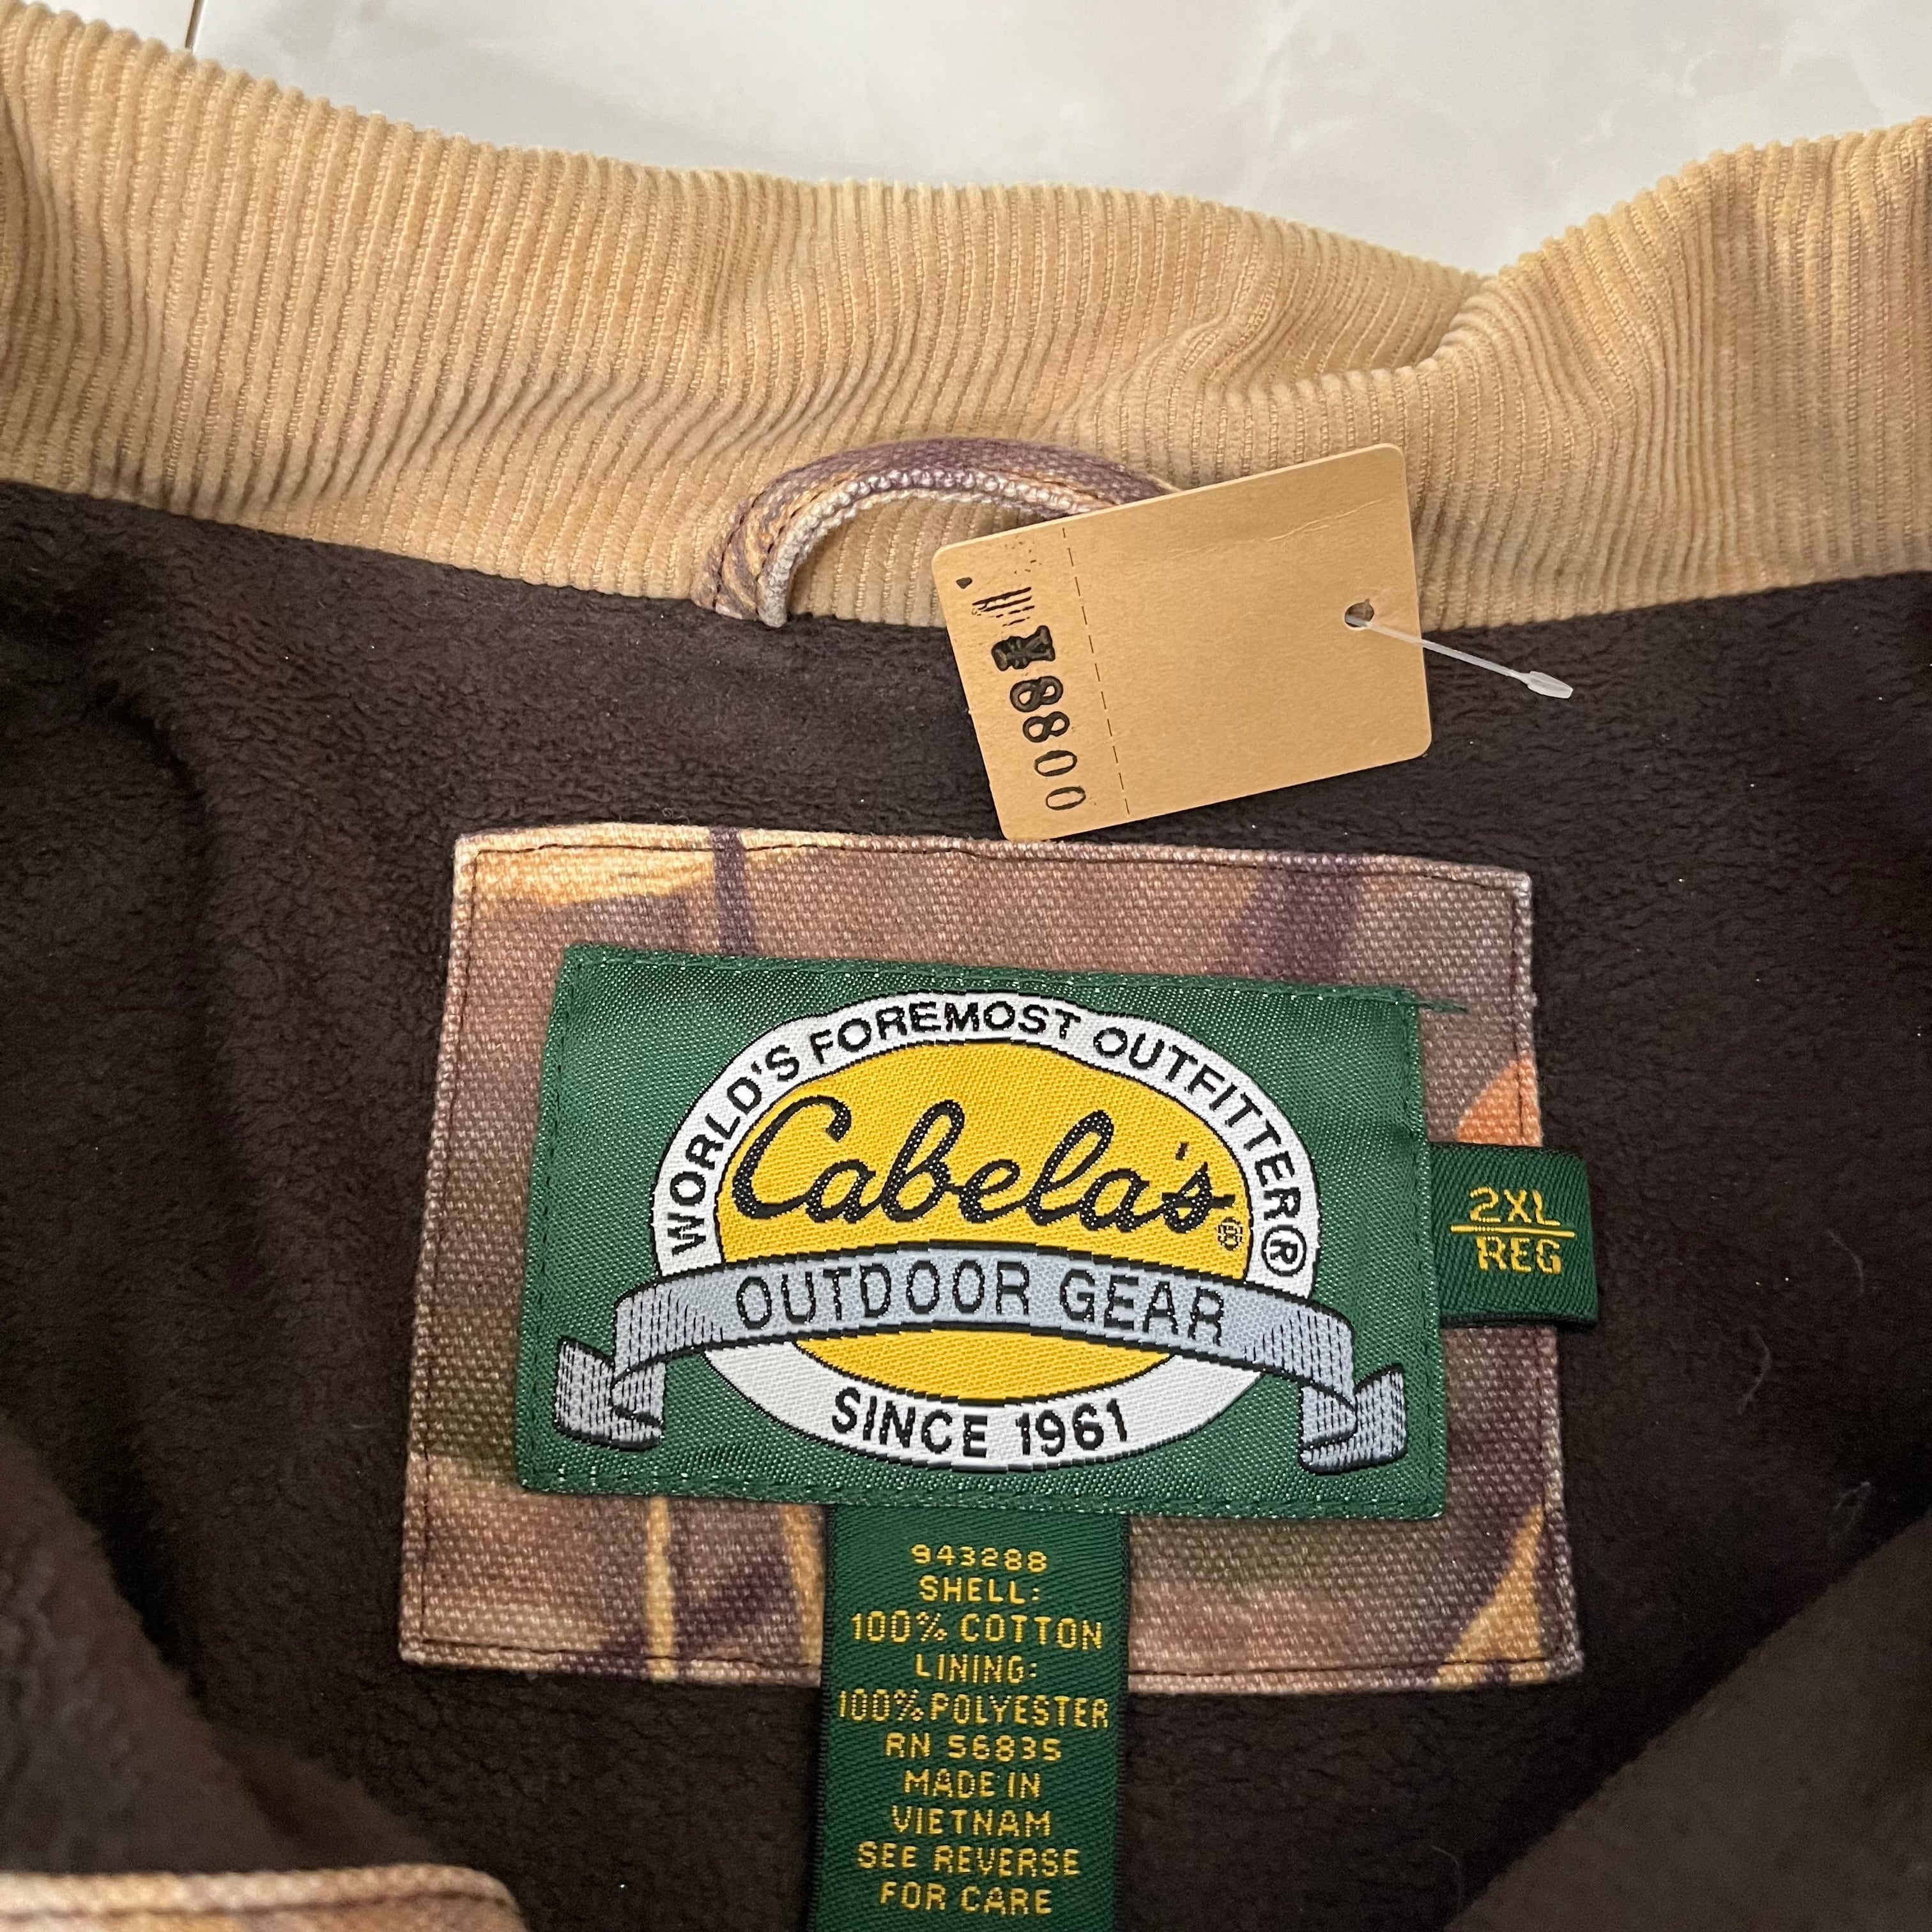 ¥8800
WORLD'S FOREMOST OUTFITTER®
Cabela's®
OUTDOOR GEAR
SINCE 1961
2XL
REG
943288
SHELL:
100% COTTON
LINING:
100% POLYESTER
RN 56835
MADE IN
VIETNAM
SEE REVERSE
FOR CARE